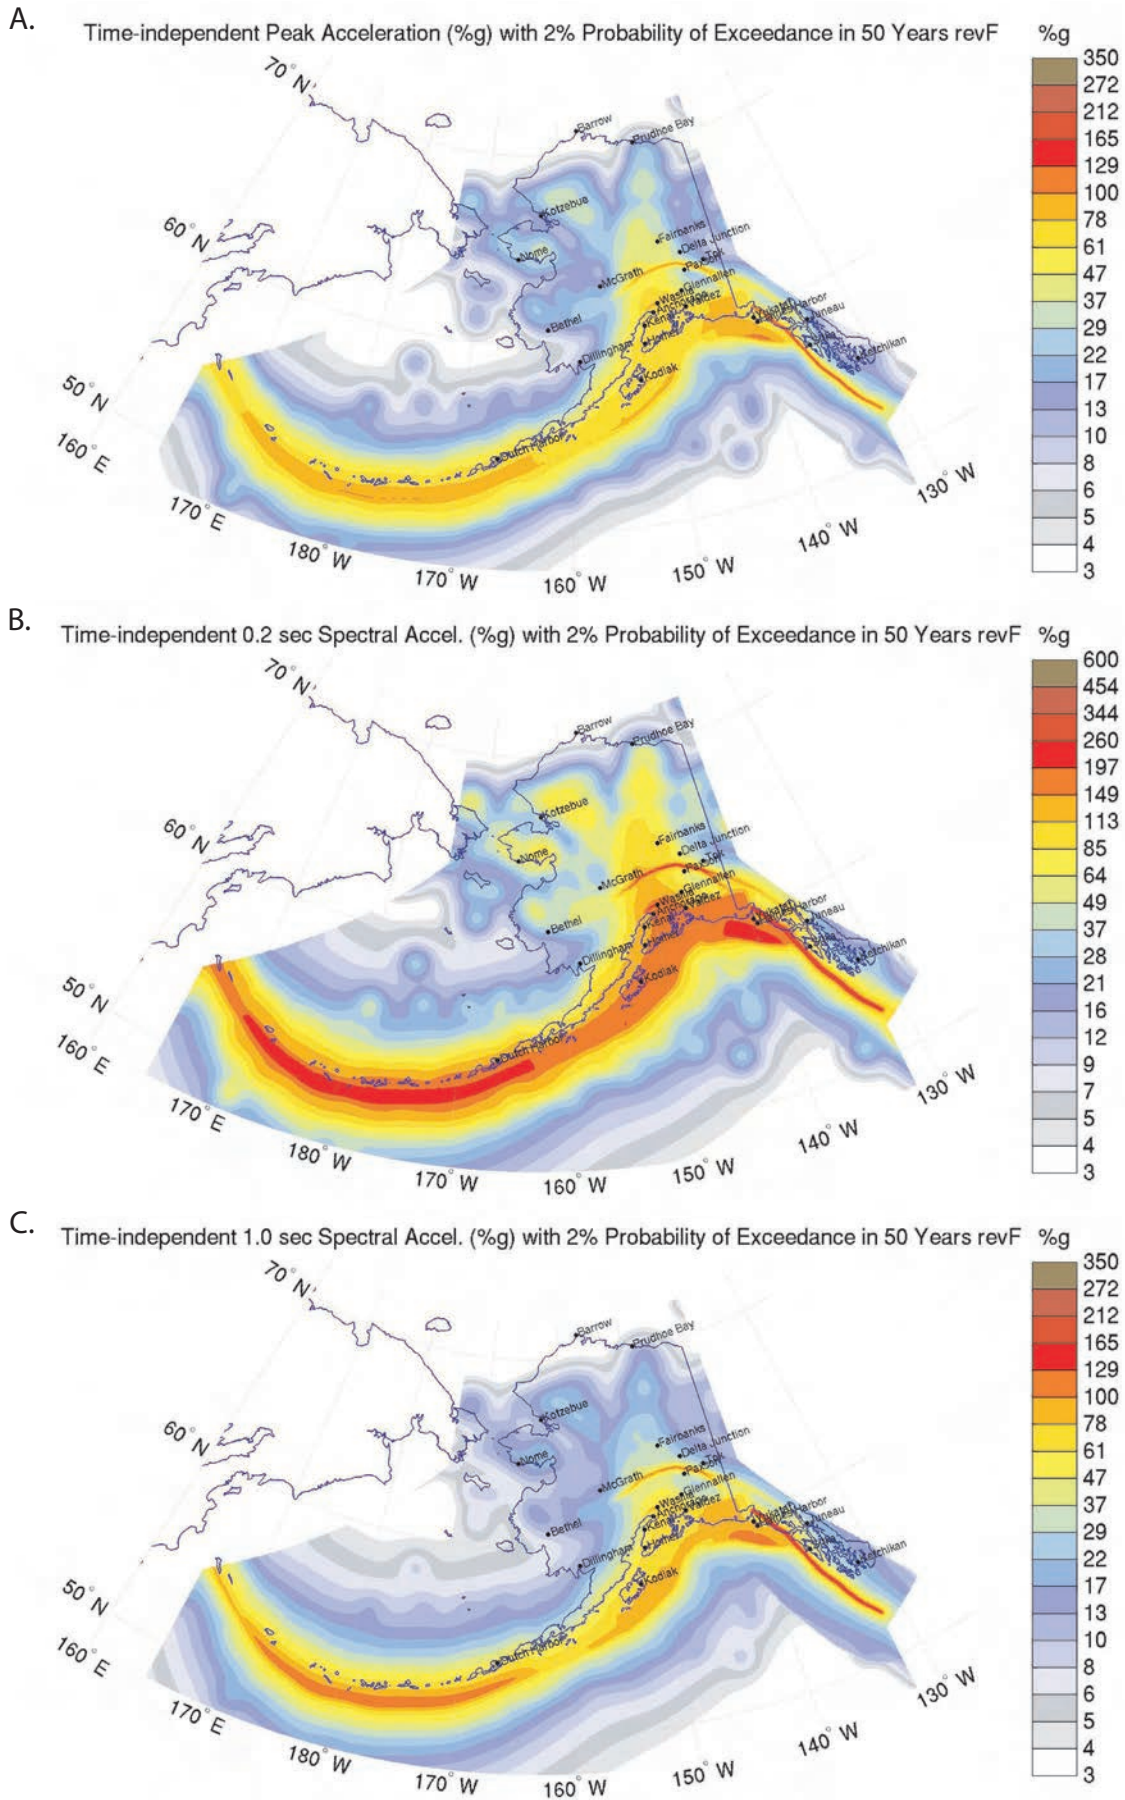 A.
Time-independent Peak Acceleration (%g) with 2% Probability of Exceedance in 50 Years revF
%g
350
272
212
165
129
100
78
61
47
37
29
22
17
13
10
8
6
5
4
3
70° N
60° N
50° N
160° E
170° E
180° W
170° W
160° W
150° W
140° W
130° W
Barrow
Prudhoe Bay
Kotzebue
Nome
Fairbanks
Delta Junction
Tok
McGrath
Glennallen
Valdez
Bethel
Dillingham
Kodiak
Dutch Harbor
Juneau
Ketchikan
B.
Time-independent 0.2 sec Spectral Accel. (%g) with 2% Probability of Exceedance in 50 Years revF
%g
600
454
344
260
197
149
113
85
64
49
37
28
21
16
12
9
7
5
4
3
70° N
60° N
50° N
160° E
170° E
180° W
170° W
160° W
150° W
140° W
130° W
Barrow
Prudhoe Bay
Kotzebue
Nome
Fairbanks
Delta Junction
McGrath
Glennallen
Valdez
Bethel
Dillingham
Kodiak
Dutch Harbor
Juneau
Ketchikan
C.
Time-independent 1.0 sec Spectral Accel. (%g) with 2% Probability of Exceedance in 50 Years revF
%g
350
272
212
165
129
100
78
61
47
37
29
22
17
13
10
8
6
5
4
3
70° N
60° N
50° N
160° E
170° E
180° W
170° W
160° W
150° W
140° W
130° W
Barrow
Prudhoe Bay
Kotzebue
Nome
Fairbanks
Delta Junction
McGrath
Glennallen
Valdez
Bethel
Dillingham
Kodiak
Dutch Harbor
Juneau
Ketchikan